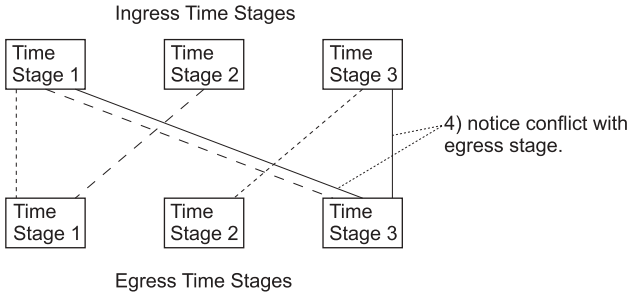 Ingress Time Stages
Time
Stage 1
Time
Stage 2
Time
Stage 3
4) notice conflict with
egress stage.
Time
Stage 1
Time
Stage 2
Time
Stage 3
Egress Time Stages